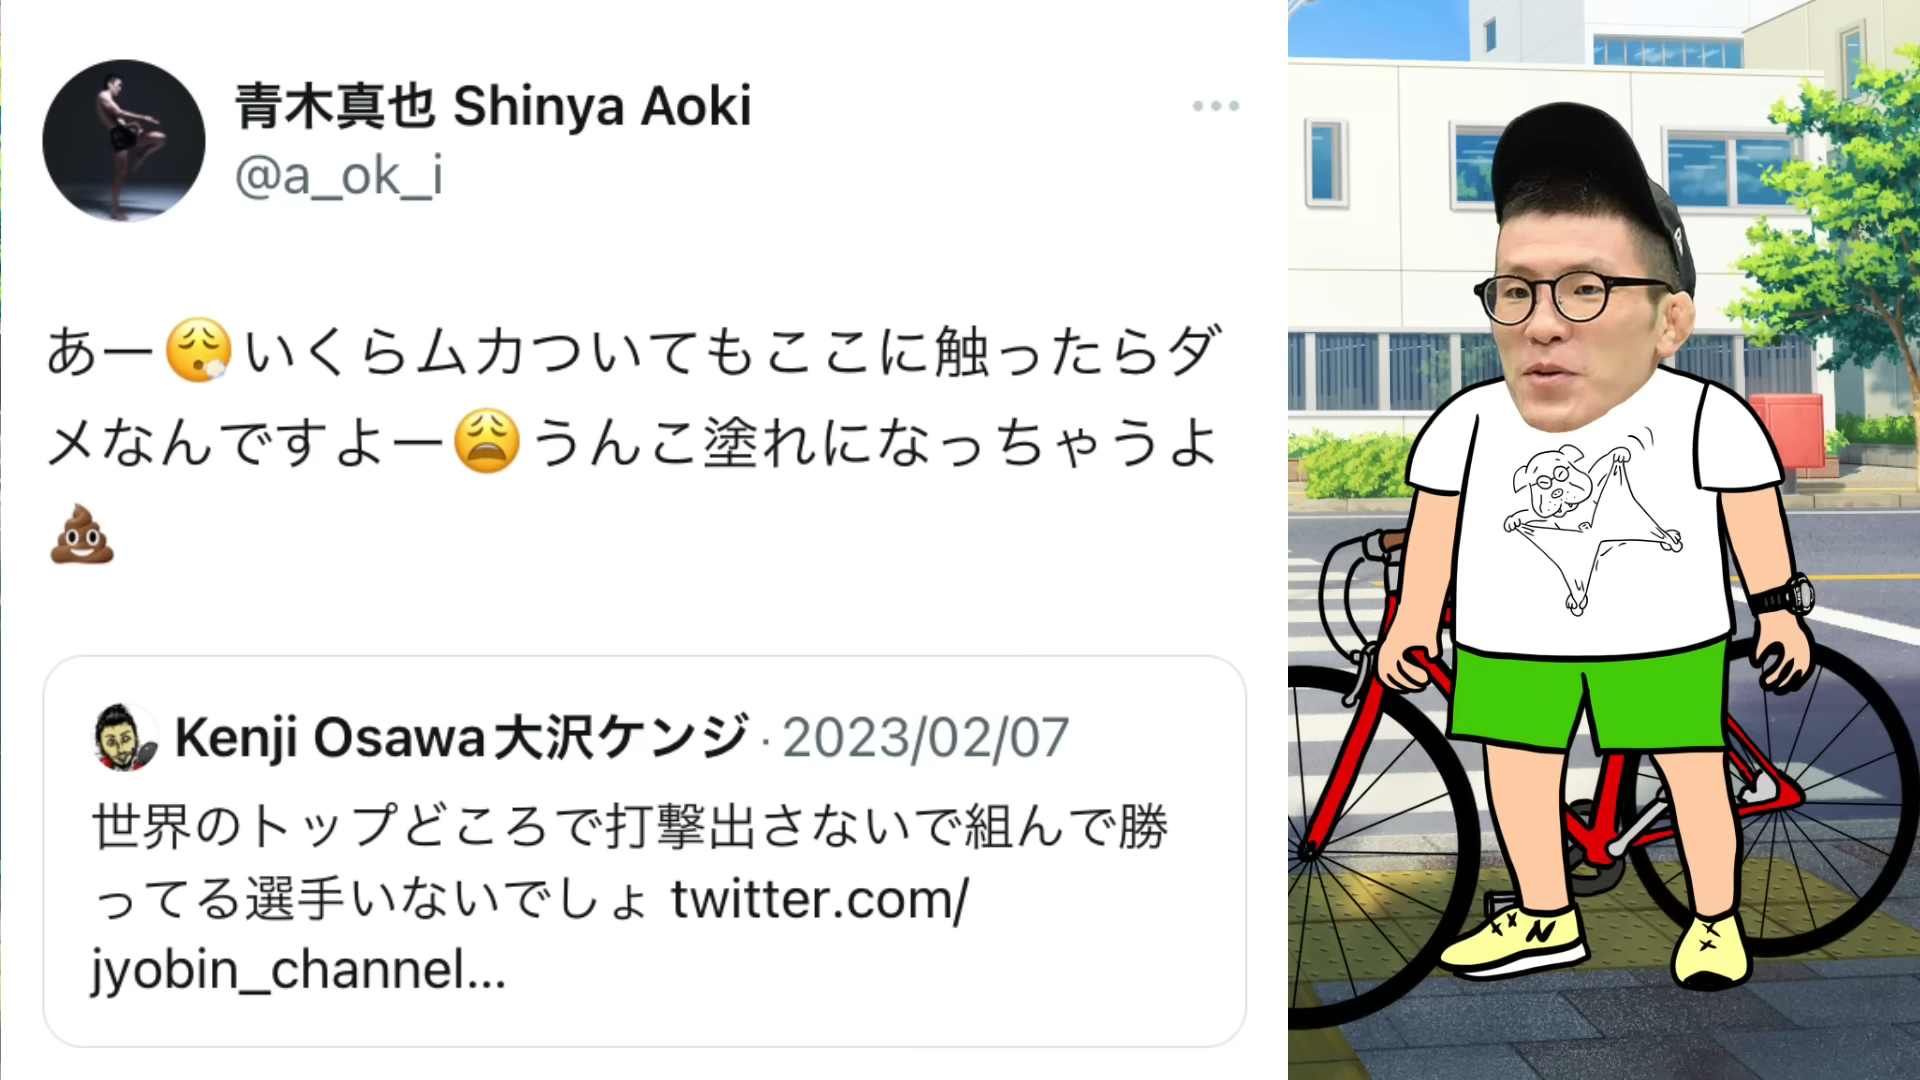 青木真也 Shinya Aoki
@a_ok_i
あー😮‍💨いくらムカついてもここに触ったらダ
メなんですよー😩うんこ塗れになっちゃうよ
💩
Kenji Osawa大沢ケンジ · 2023/02/07
世界のトップどころで打撃出さないで組んで勝
ってる選手いないでしょ twitter.com/
jyobin_channel...
N